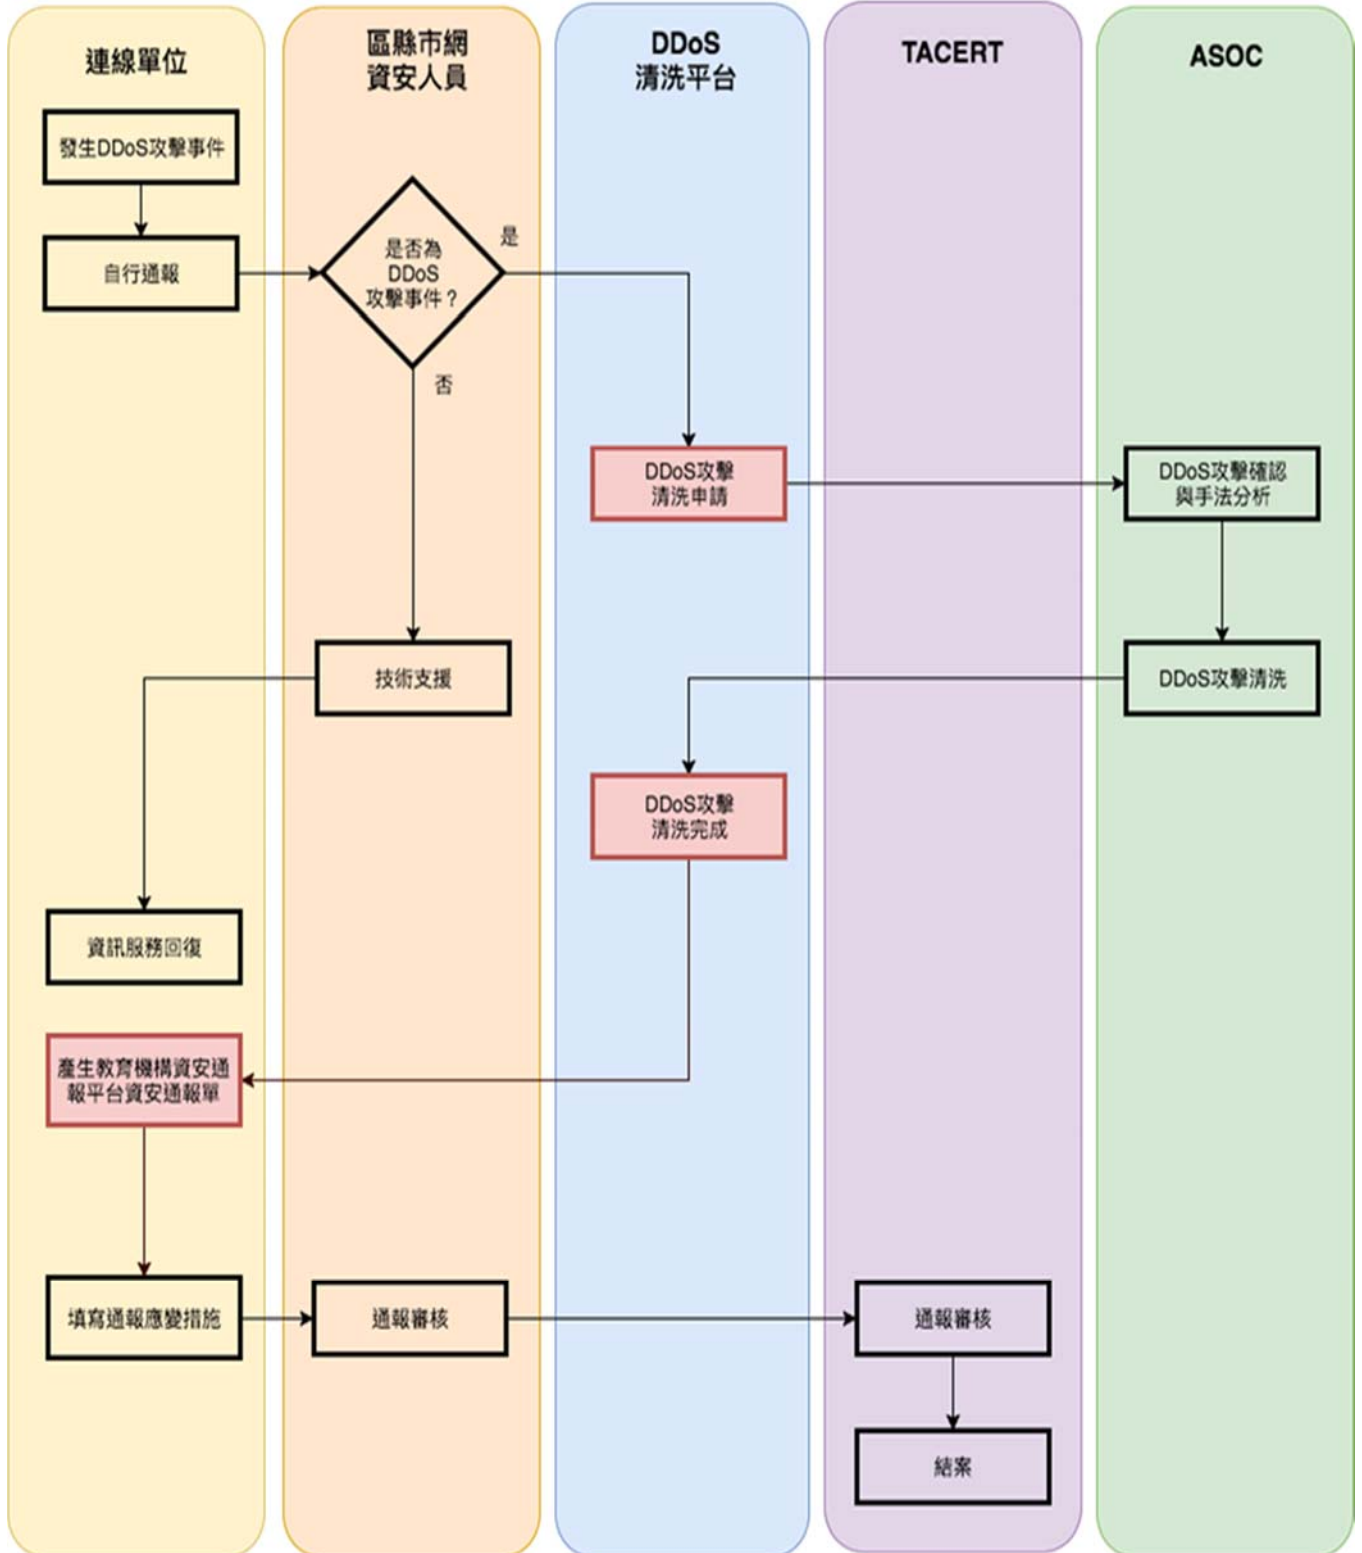 連線單位
區縣市網
資安人員
DDoS
清洗平台
TACERT
ASOC
發生DDoS攻擊事件
自行通報
是否為
DDoS
攻擊事件？
是
否
DDoS攻擊
清洗申請
DDoS攻擊確認
與手法分析
技術支援
DDoS攻擊清洗
DDoS攻擊
清洗完成
資訊服務回復
產生教育機構資安通
報平台資安通報單
填寫通報應變措施
通報審核
通報審核
結案